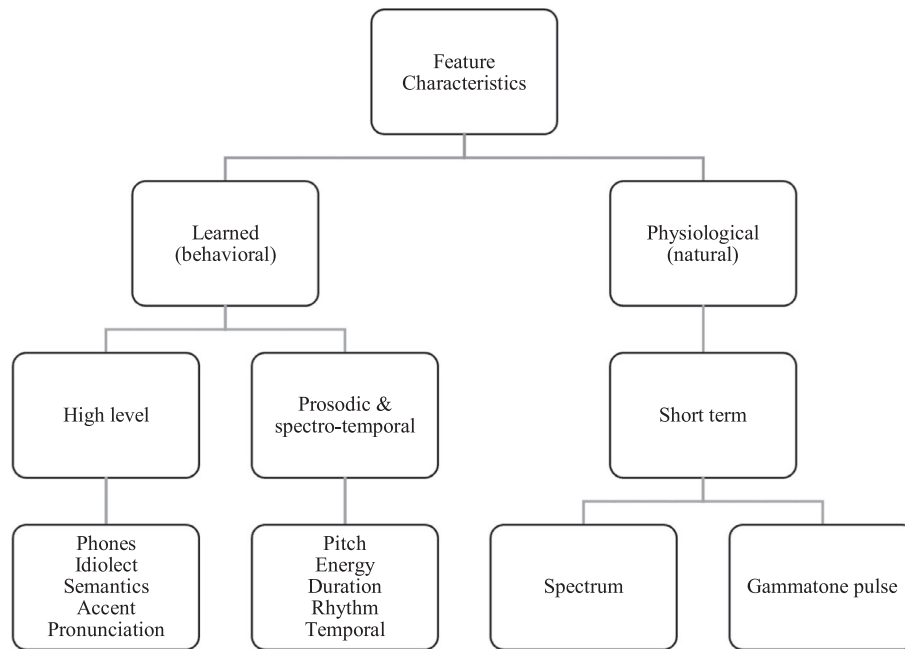 Feature
Characteristics
Learned
(behavioral)
Physiological
(natural)
High level
Prosodic &
spectro-temporal
Short term
Phones
Idiolect
Semantics
Accent
Pronunciation
Pitch
Energy
Duration
Rhythm
Temporal
Spectrum
Gammatone pulse